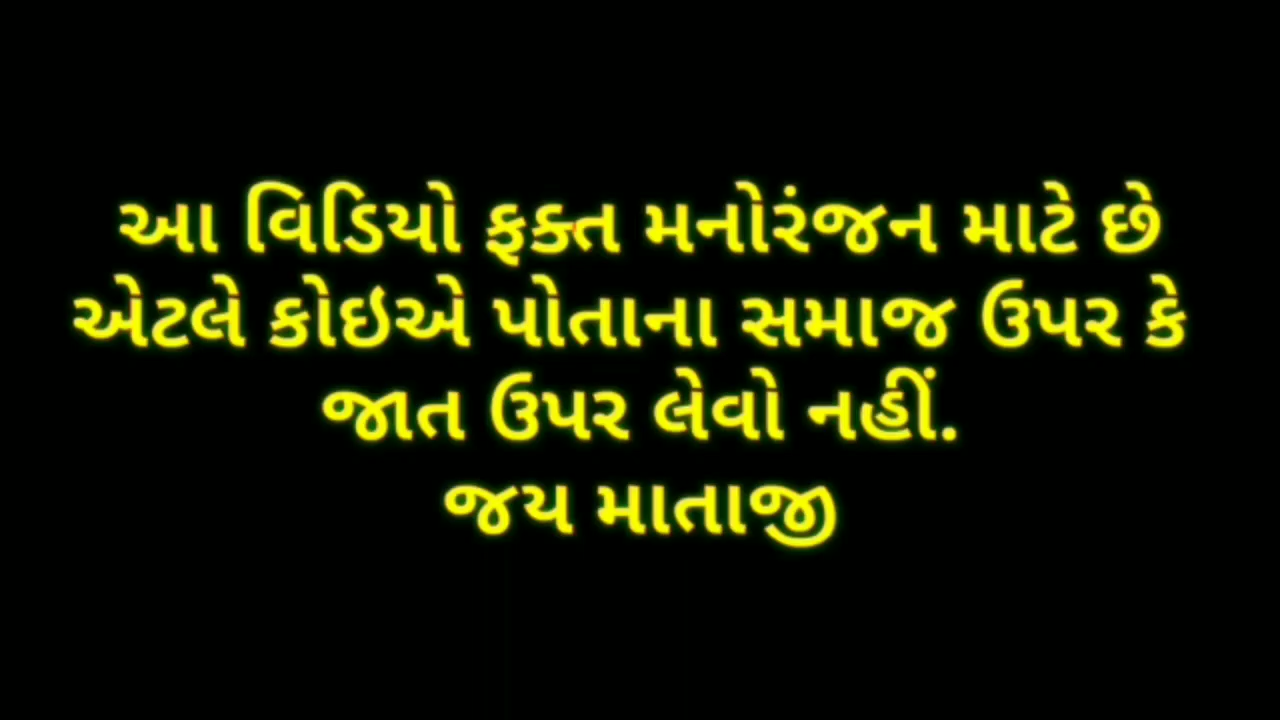 આ વિડિયો ફક્ત મનોરંજન માટે છે
એટલે કોઇએ પોતાના સમાજ ઉપર કે
જાત ઉપર લેવો નહીં.
જય માતાજી